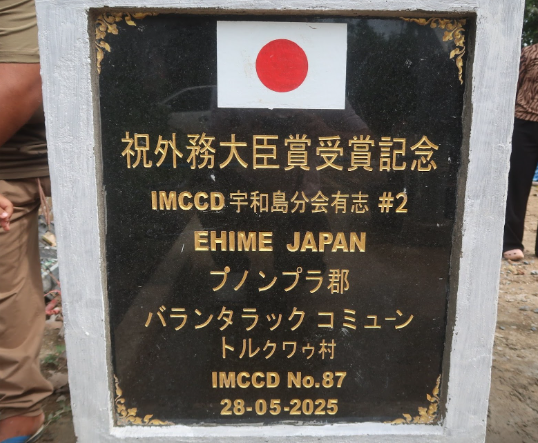 祝外務大臣賞受賞記念
IMCCD 宇和島分会有志 #2
EHIME JAPAN
プノンプラ郡
バランタラック コミューン
トルクワゥ村
IMCCD No.87
28-05-2025